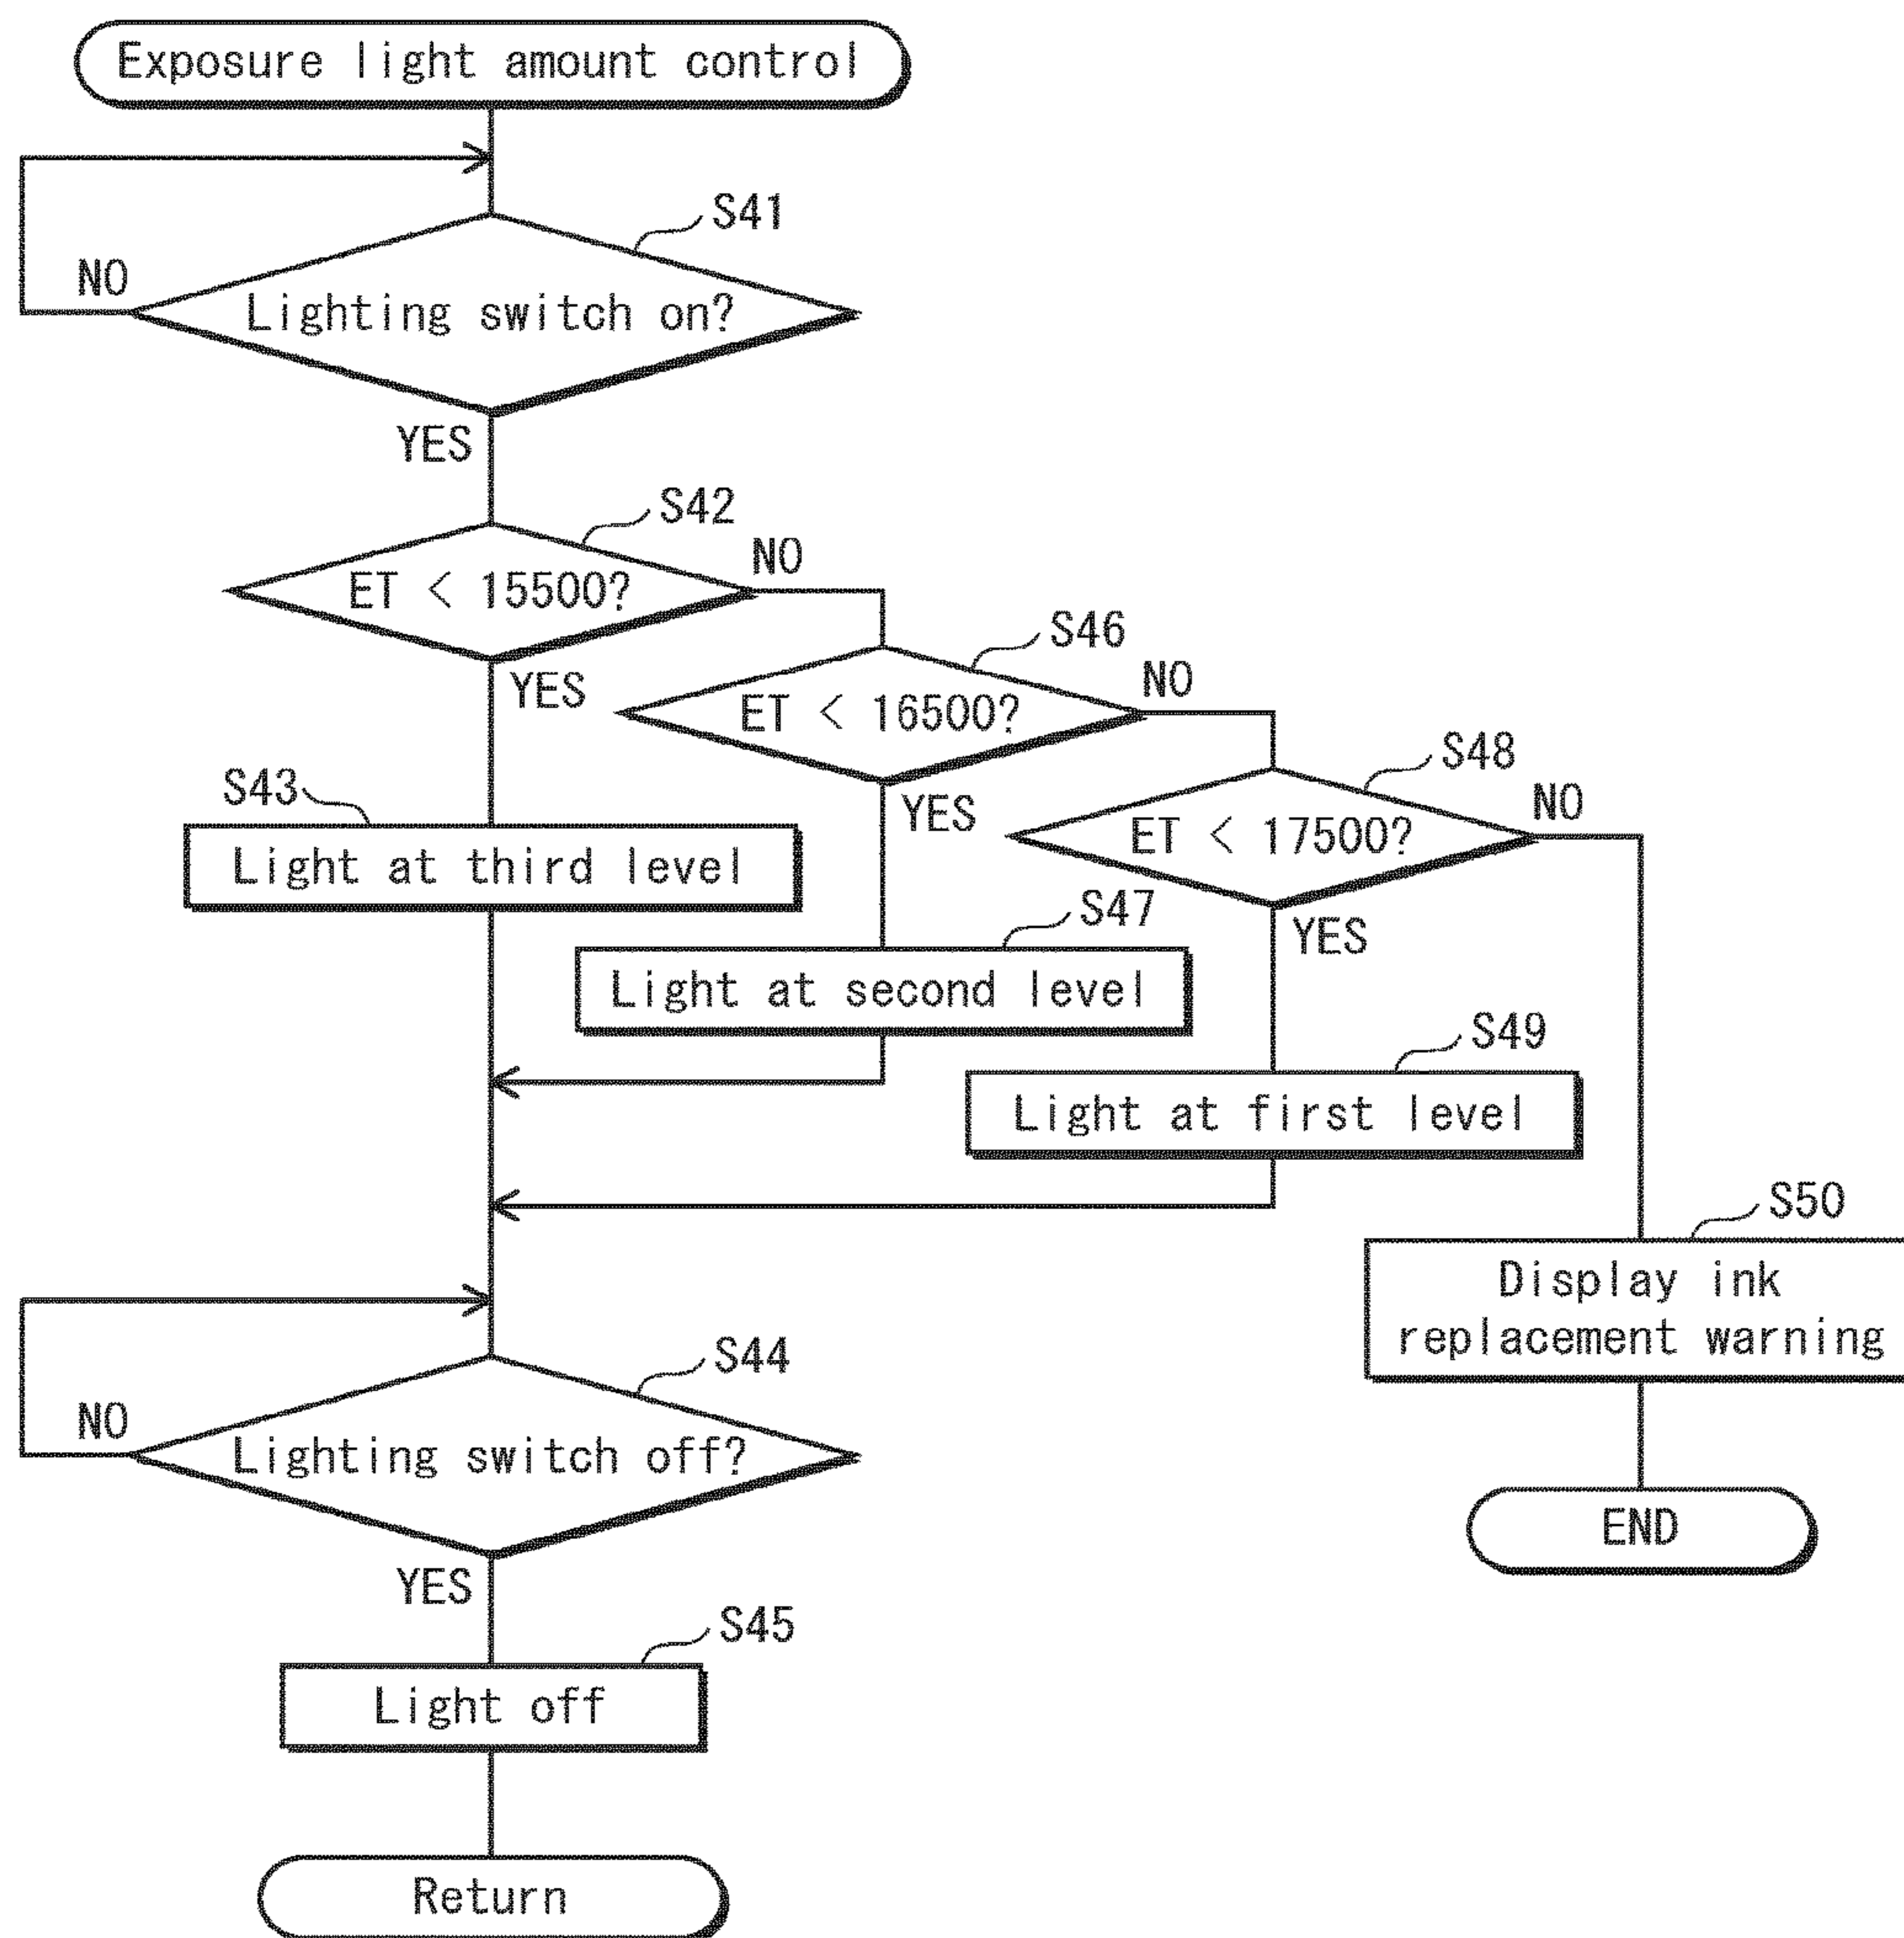 Exposure light amount control
S41
NO
Lighting switch on?
YES
S42
NO
ET < 15500?
YES
S46
NO
ET < 16500?
YES
S48
NO
ET < 17500?
YES
S43
Light at third level
S47
Light at second level
S49
Light at first level
S50
Display ink
replacement warning
END
S44
NO
Lighting switch off?
YES
S45
Light off
Return